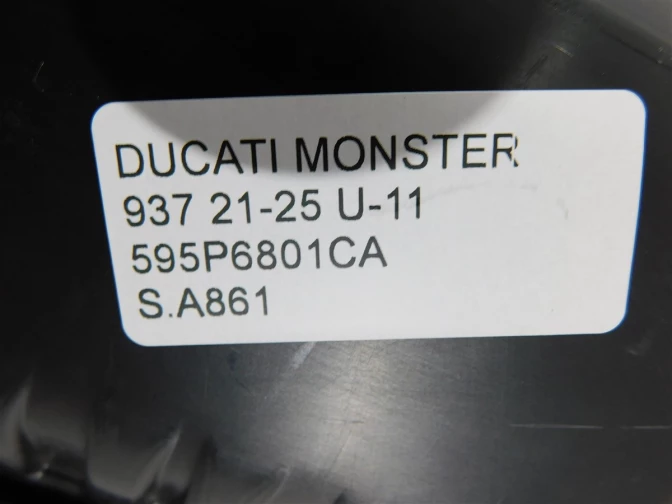 DUCATI MONSTER
937 21-25 U-11
595P6801CA
S.A861